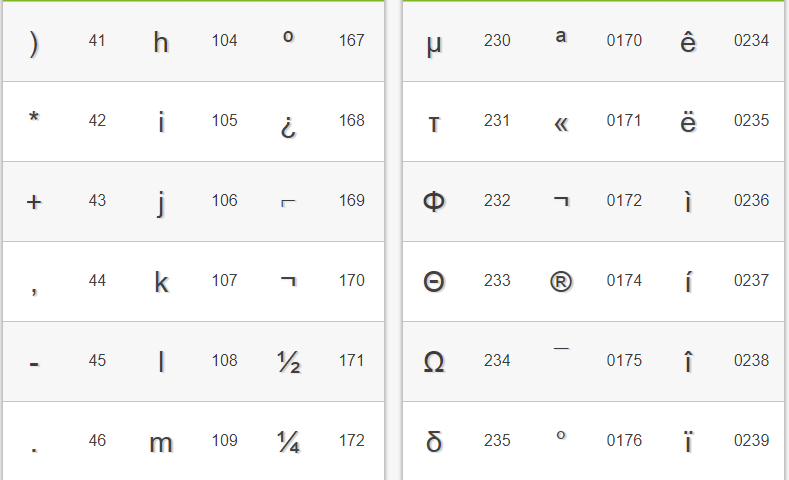 ) 41 h 104 º 167 µ 230 ª 0170 ê 0234
* 42 i 105 ¿ 168 τ 231 « 0171 ë 0235
+ 43 j 106 ⌐ 169 Φ 232 ¬ 0172 ì 0236
, 44 k 107 ¬ 170 Θ 233 ® 0174 í 0237
- 45 l 108 ½ 171 Ω 234 ¯ 0175 î 0238
. 46 m 109 ¼ 172 δ 235 ° 0176 ï 0239